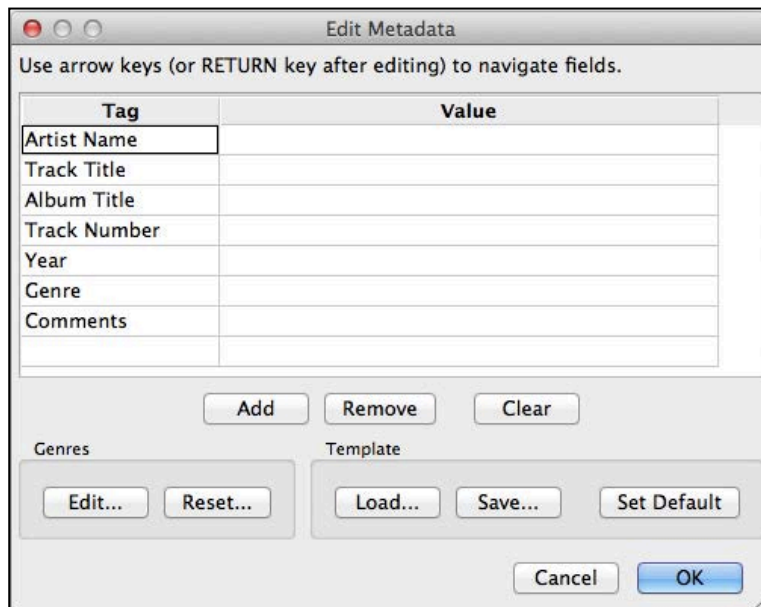 Edit Metadata
Use arrow keys (or RETURN key after editing) to navigate fields.
Tag Value
Artist Name
Track Title
Album Title
Track Number
Year
Genre
Comments
Add Remove Clear
Genres Template
Edit... Reset... Load... Save... Set Default
Cancel OK